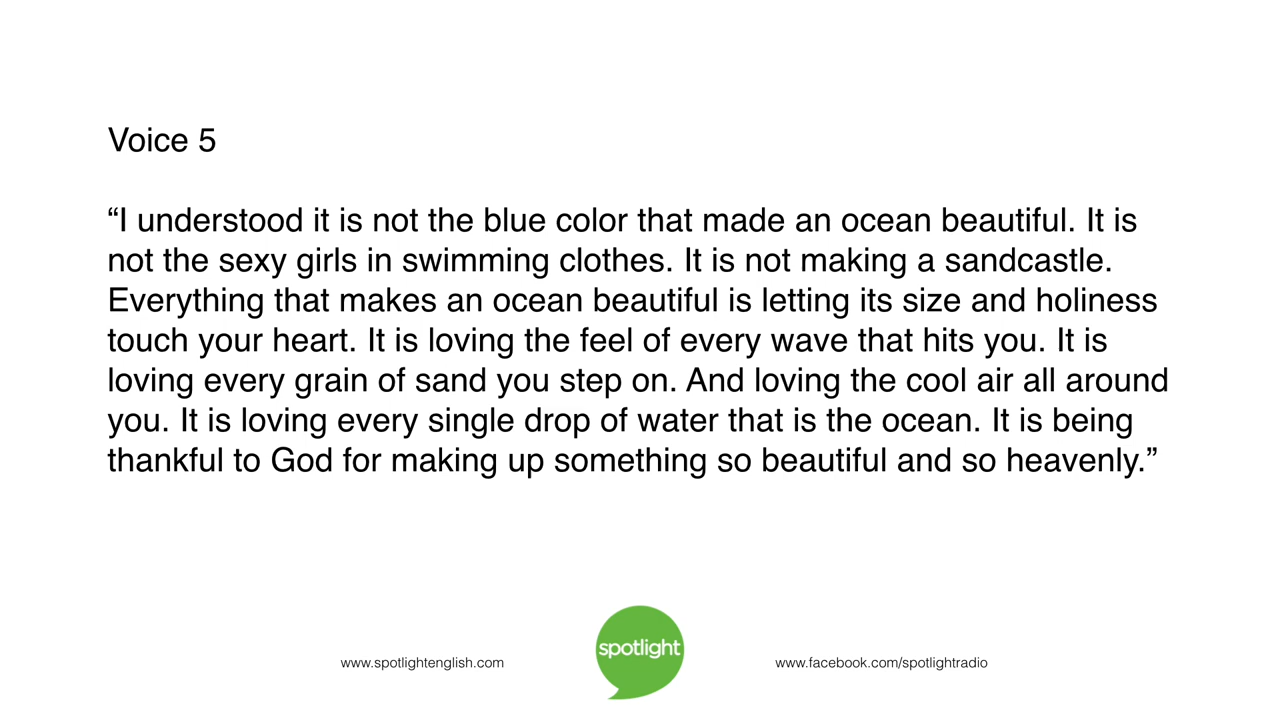 Voice 5
“I understood it is not the blue color that made an ocean beautiful. It is
not the sexy girls in swimming clothes. It is not making a sandcastle.
Everything that makes an ocean beautiful is letting its size and holiness
touch your heart. It is loving the feel of every wave that hits you. It is
loving every grain of sand you step on. And loving the cool air all around
you. It is loving every single drop of water that is the ocean. It is being
thankful to God for making up something so beautiful and so heavenly.”
spotlight
www.spotlightenglish.com
www.facebook.com/spotlightradio